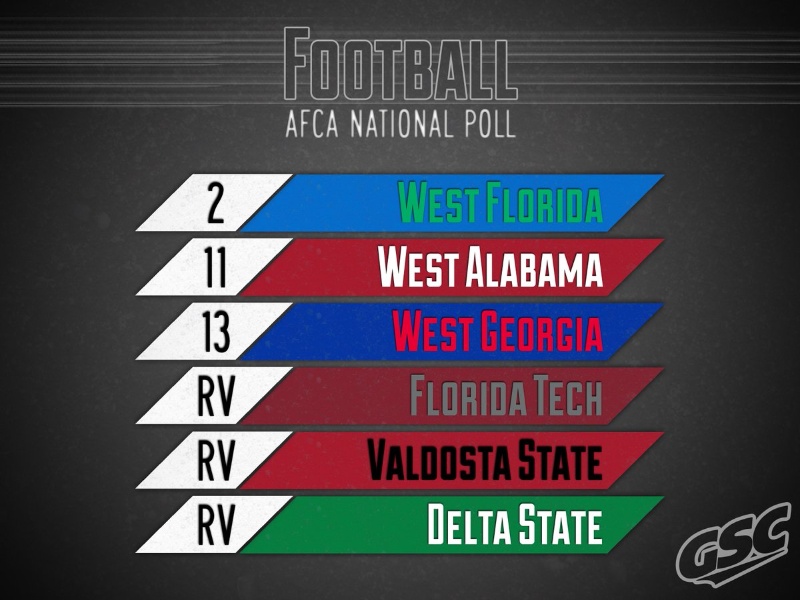 Football
AFCA NATIONAL POLL
2 West Florida
11 West Alabama
13 West Georgia
RV Florida Tech
RV Valdosta State
RV Delta State
GSC